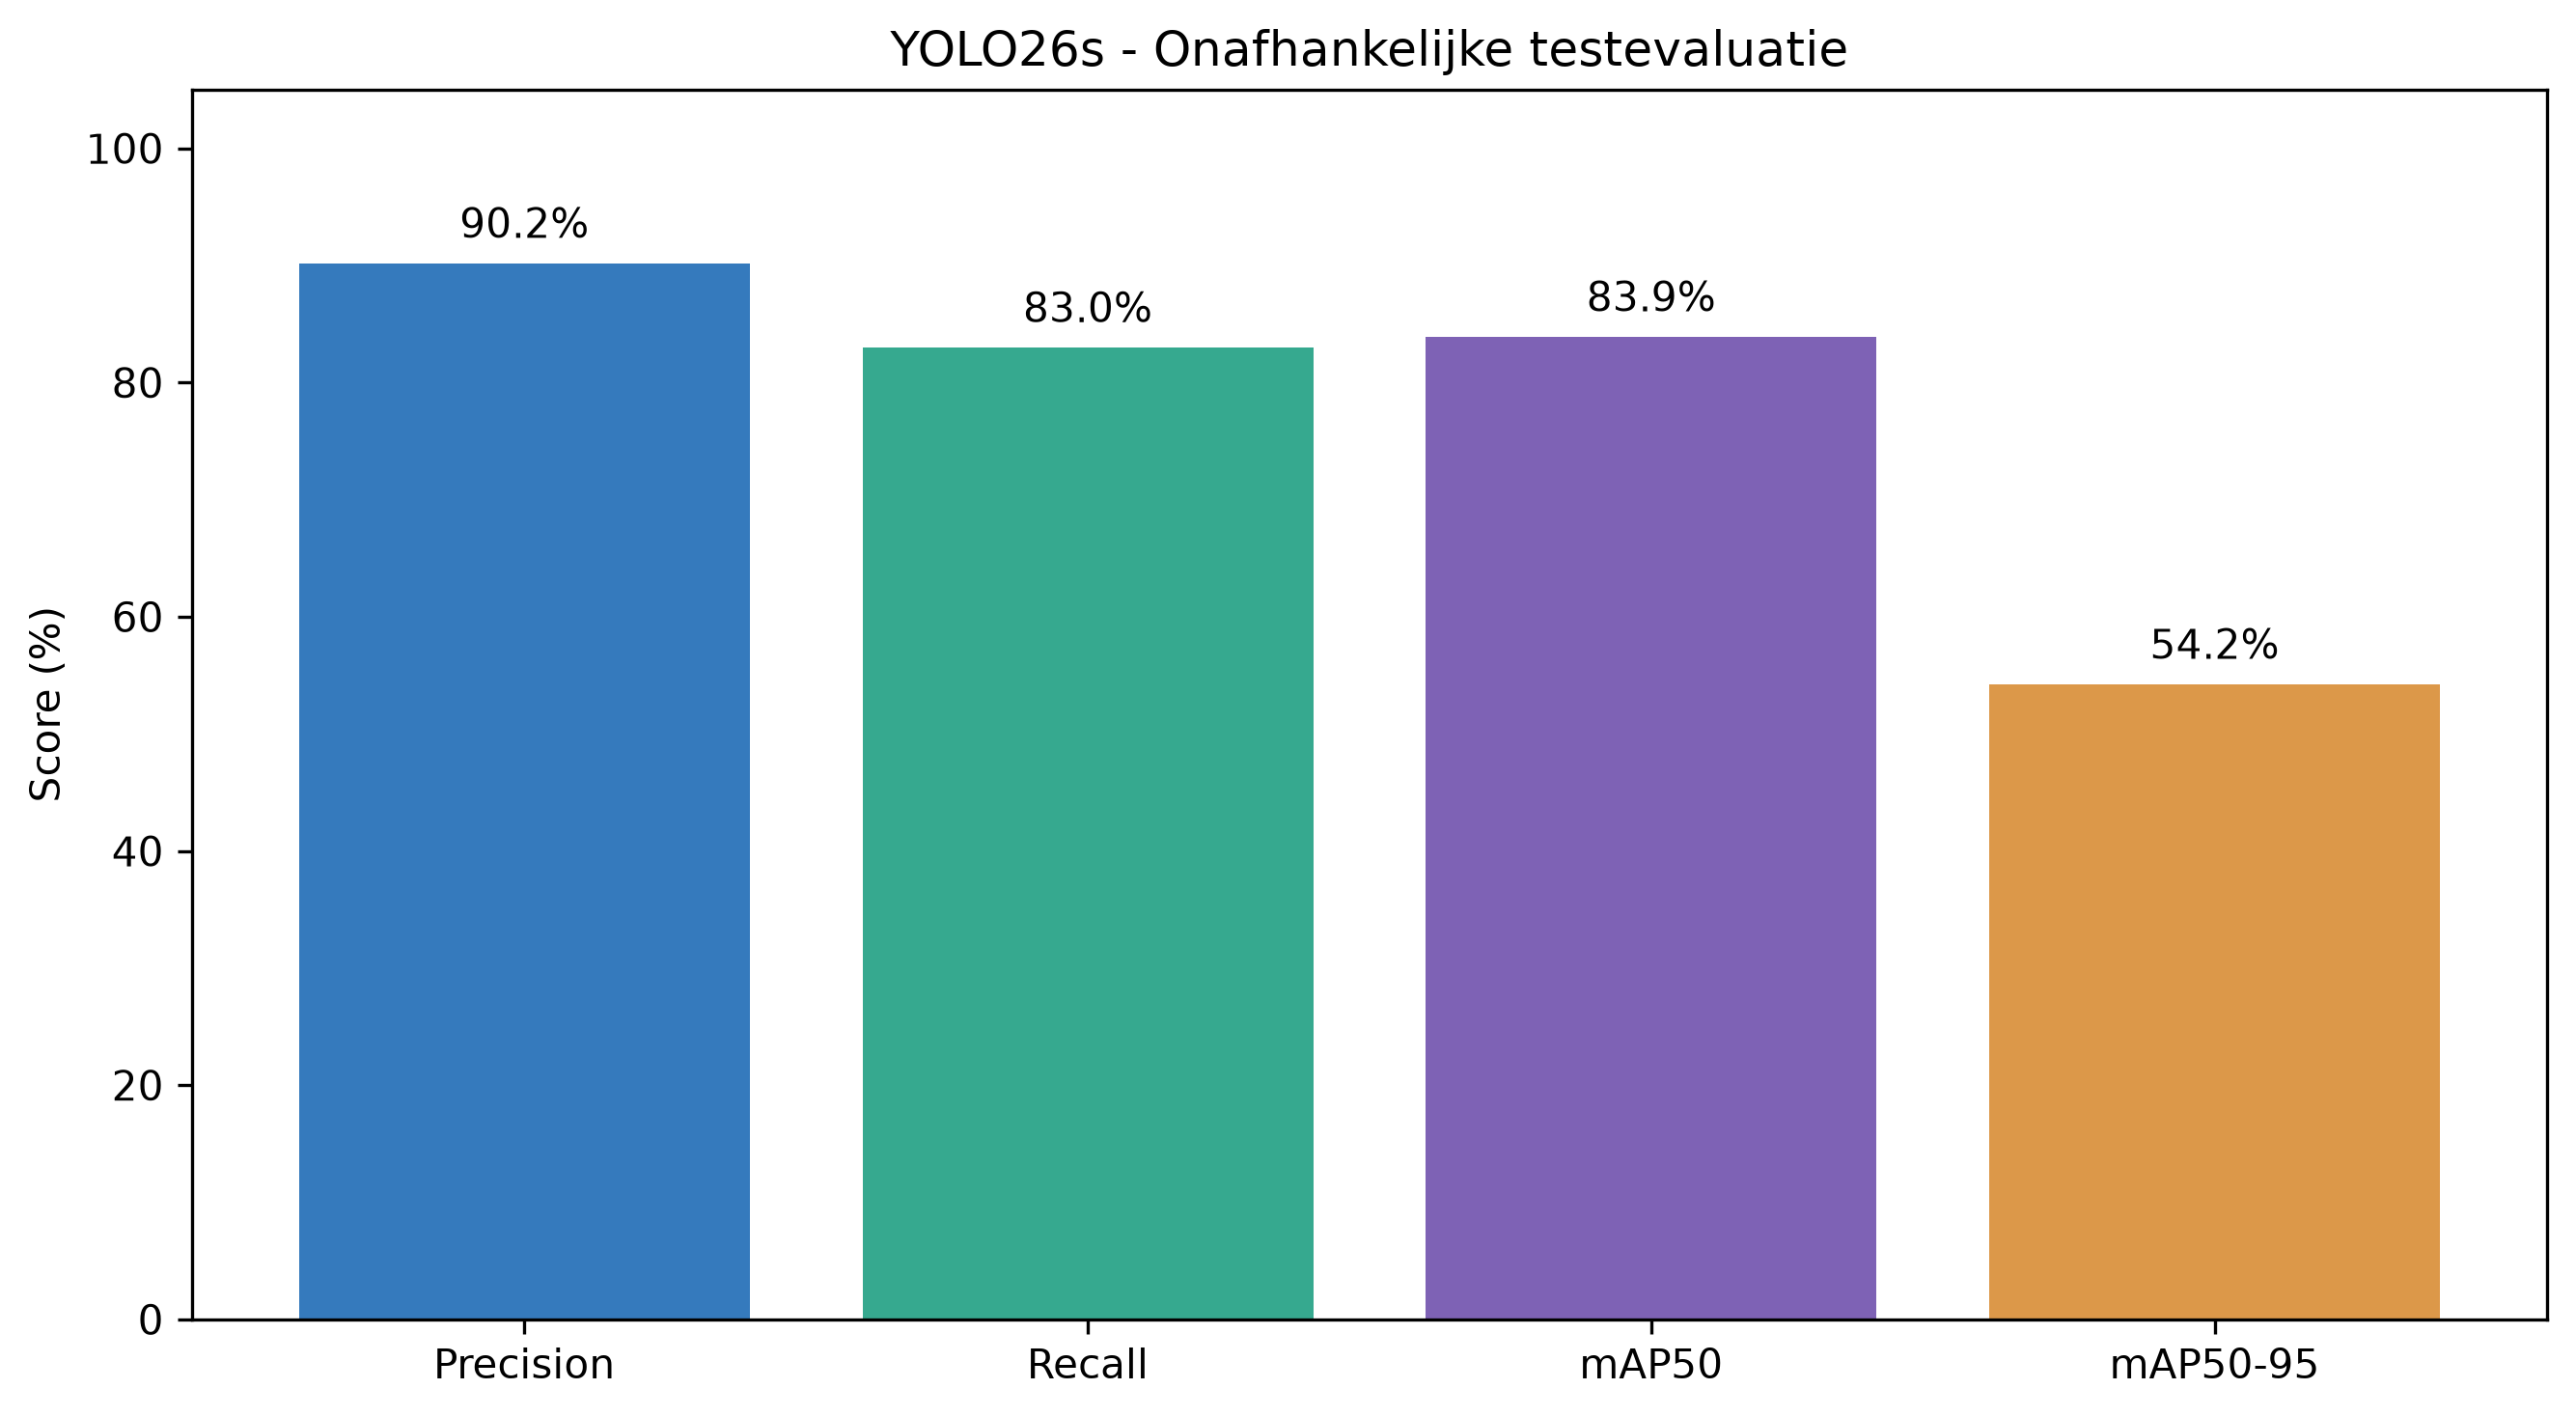 YOLO26s - Onafhankelijke testevaluatie
Score (%)
100
80
60
40
20
0
90.2%
83.0%
83.9%
54.2%
Precision
Recall
mAP50
mAP50-95